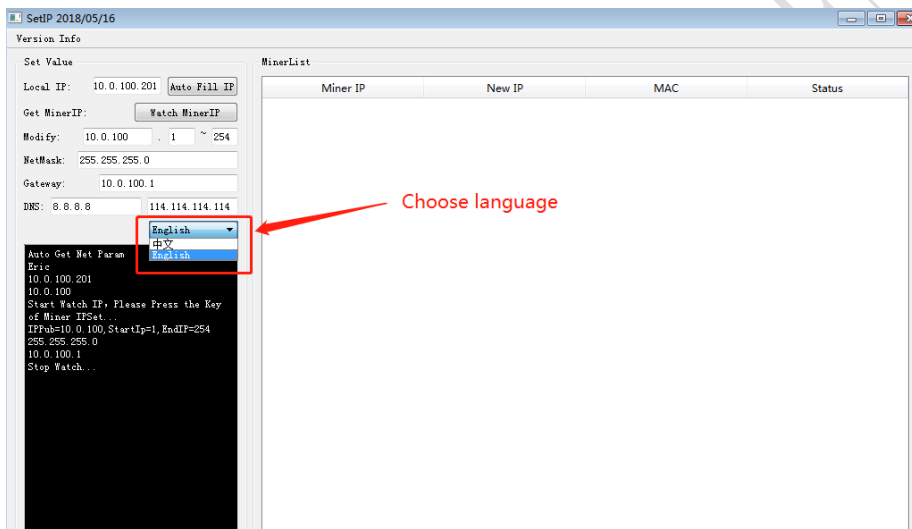 SetIP 2018/05/16
Version Info
Set Value
Local IP: 10.0.100.201 Auto Fill IP
Get MinerIP: Watch MinerIP
Modify: 10.0.100 . 1 ~ 254
NetMask: 255.255.255.0
Gateway: 10.0.100.1
DNS: 8.8.8.8 114.114.114.114
English
中文
English
Auto Get Net Param
Eric
10.0.100.201
10.0.100
Start Watch IP, Please Press the Key
of Miner IPSet...
IPPub=10.0.100,StartIp=1,EndIP=254
255.255.255.0
10.0.100.1
Stop Watch...
MinerList
Miner IP New IP MAC Status
Choose language